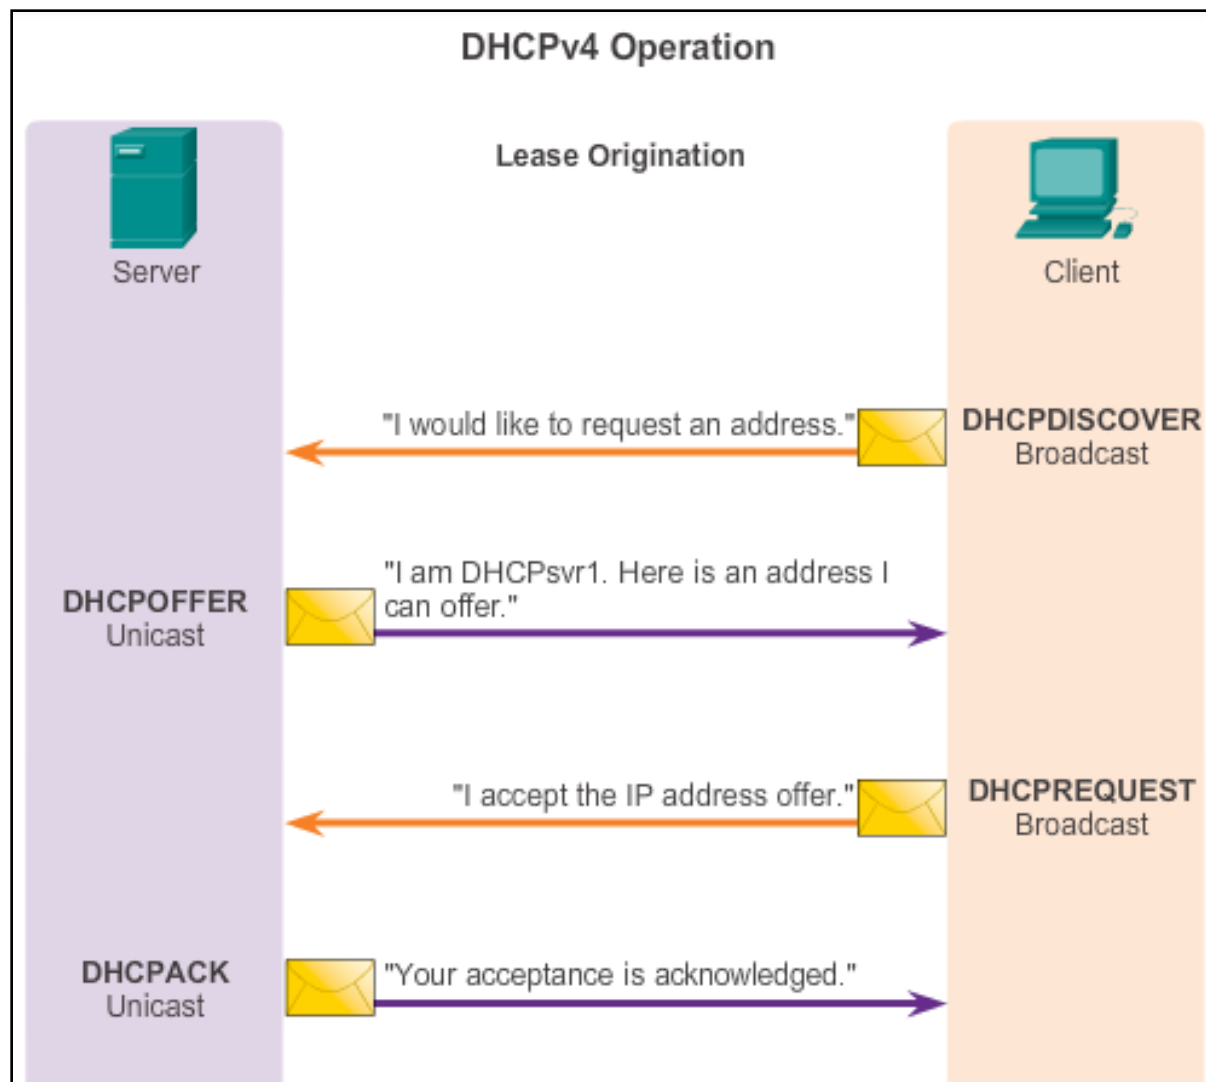 DHCPv4 Operation
Lease Origination
Server
Client
"I would like to request an address."
DHCPDISCOVER
Broadcast
"I am DHCPsvr1. Here is an address I
can offer."
DHCPOFFER
Unicast
"I accept the IP address offer."
DHCPREQUEST
Broadcast
DHCPACK
Unicast
"Your acceptance is acknowledged."